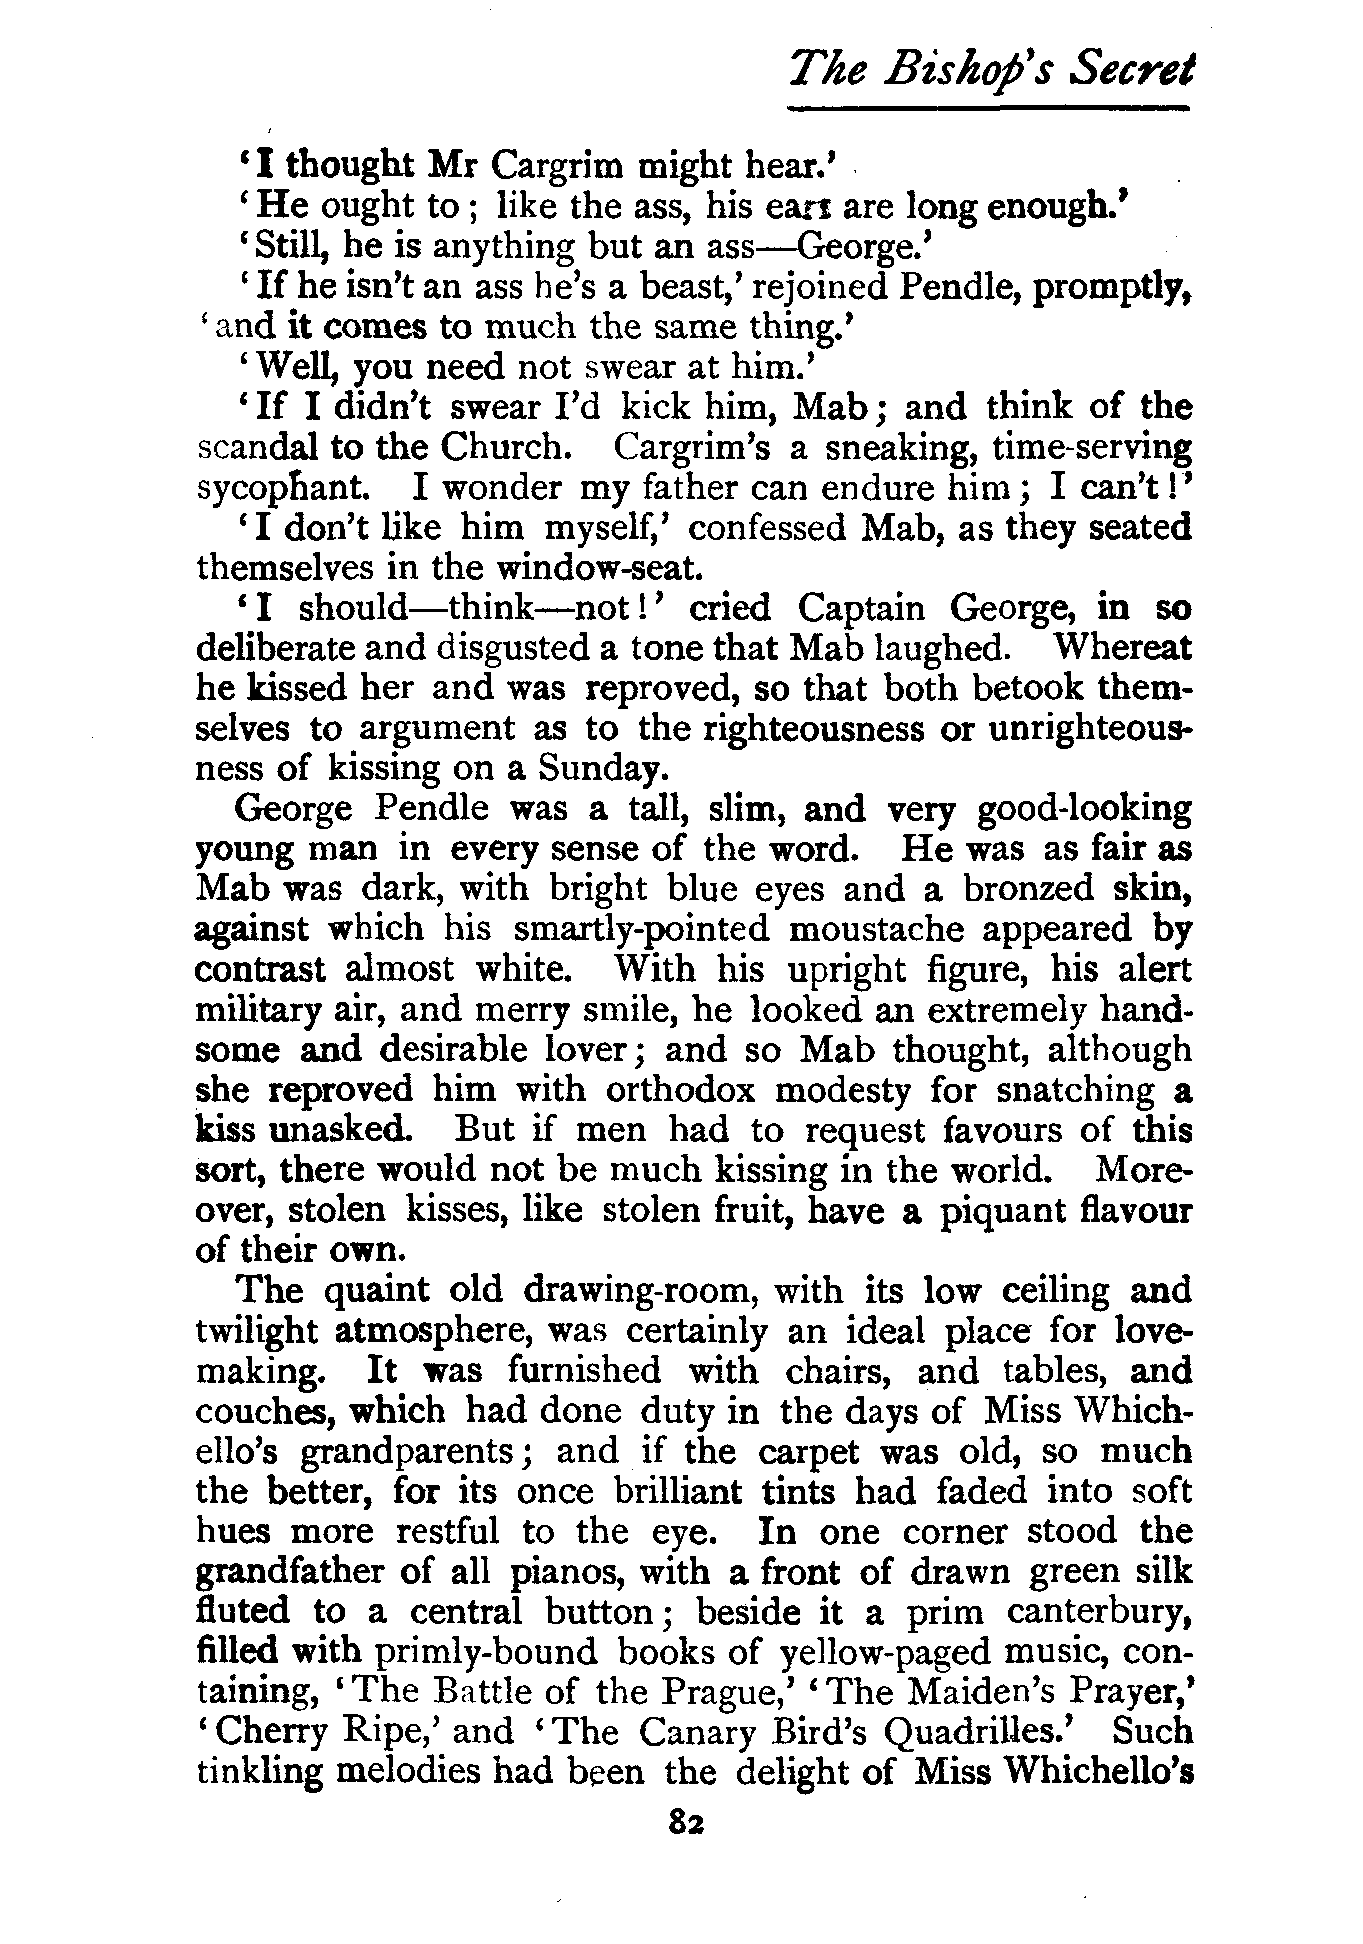 The Bishop's Secret
'I thought Mr Cargrim might hear.'
'He ought to; like the ass, his ears are long enough.'
'Still, he is anything but an ass—George.'
'If he isn't an ass he's a beast,' rejoined Pendle, promptly,
'and it comes to much the same thing.'
'Well, you need not swear at him.'
'If I didn't swear I'd kick him, Mab; and think of the
scandal to the Church. Cargrim's a sneaking, time-serving
sycophant. I wonder my father can endure him; I can't!'
'I don't like him myself,' confessed Mab, as they seated
themselves in the window-seat.
'I should—think—not!' cried Captain George, in so
deliberate and disgusted a tone that Mab laughed. Whereat
he kissed her and was reproved, so that both betook them-
selves to argument as to the righteousness or unrighteous-
ness of kissing on a Sunday.
George Pendle was a tall, slim, and very good-looking
young man in every sense of the word. He was as fair as
Mab was dark, with bright blue eyes and a bronzed skin,
against which his smartly-pointed moustache appeared by
contrast almost white. With his upright figure, his alert
military air, and merry smile, he looked an extremely hand-
some and desirable lover; and so Mab thought, although
she reproved him with orthodox modesty for snatching a
kiss unasked. But if men had to request favours of this
sort, there would not be much kissing in the world. More-
over, stolen kisses, like stolen fruit, have a piquant flavour
of their own.
The quaint old drawing-room, with its low ceiling and
twilight atmosphere, was certainly an ideal place for love-
making. It was furnished with chairs, and tables, and
couches, which had done duty in the days of Miss Which-
ello's grandparents; and if the carpet was old, so much
the better, for its once brilliant tints had faded into soft
hues more restful to the eye. In one corner stood the
grandfather of all pianos, with a front of drawn green silk
fluted to a central button; beside it a prim canterbury,
filled with primly-bound books of yellow-paged music, con-
taining, 'The Battle of the Prague,' 'The Maiden's Prayer,'
'Cherry Ripe,' and 'The Canary Bird's Quadrilles.' Such
tinkling melodies had been the delight of Miss Whichello's
82